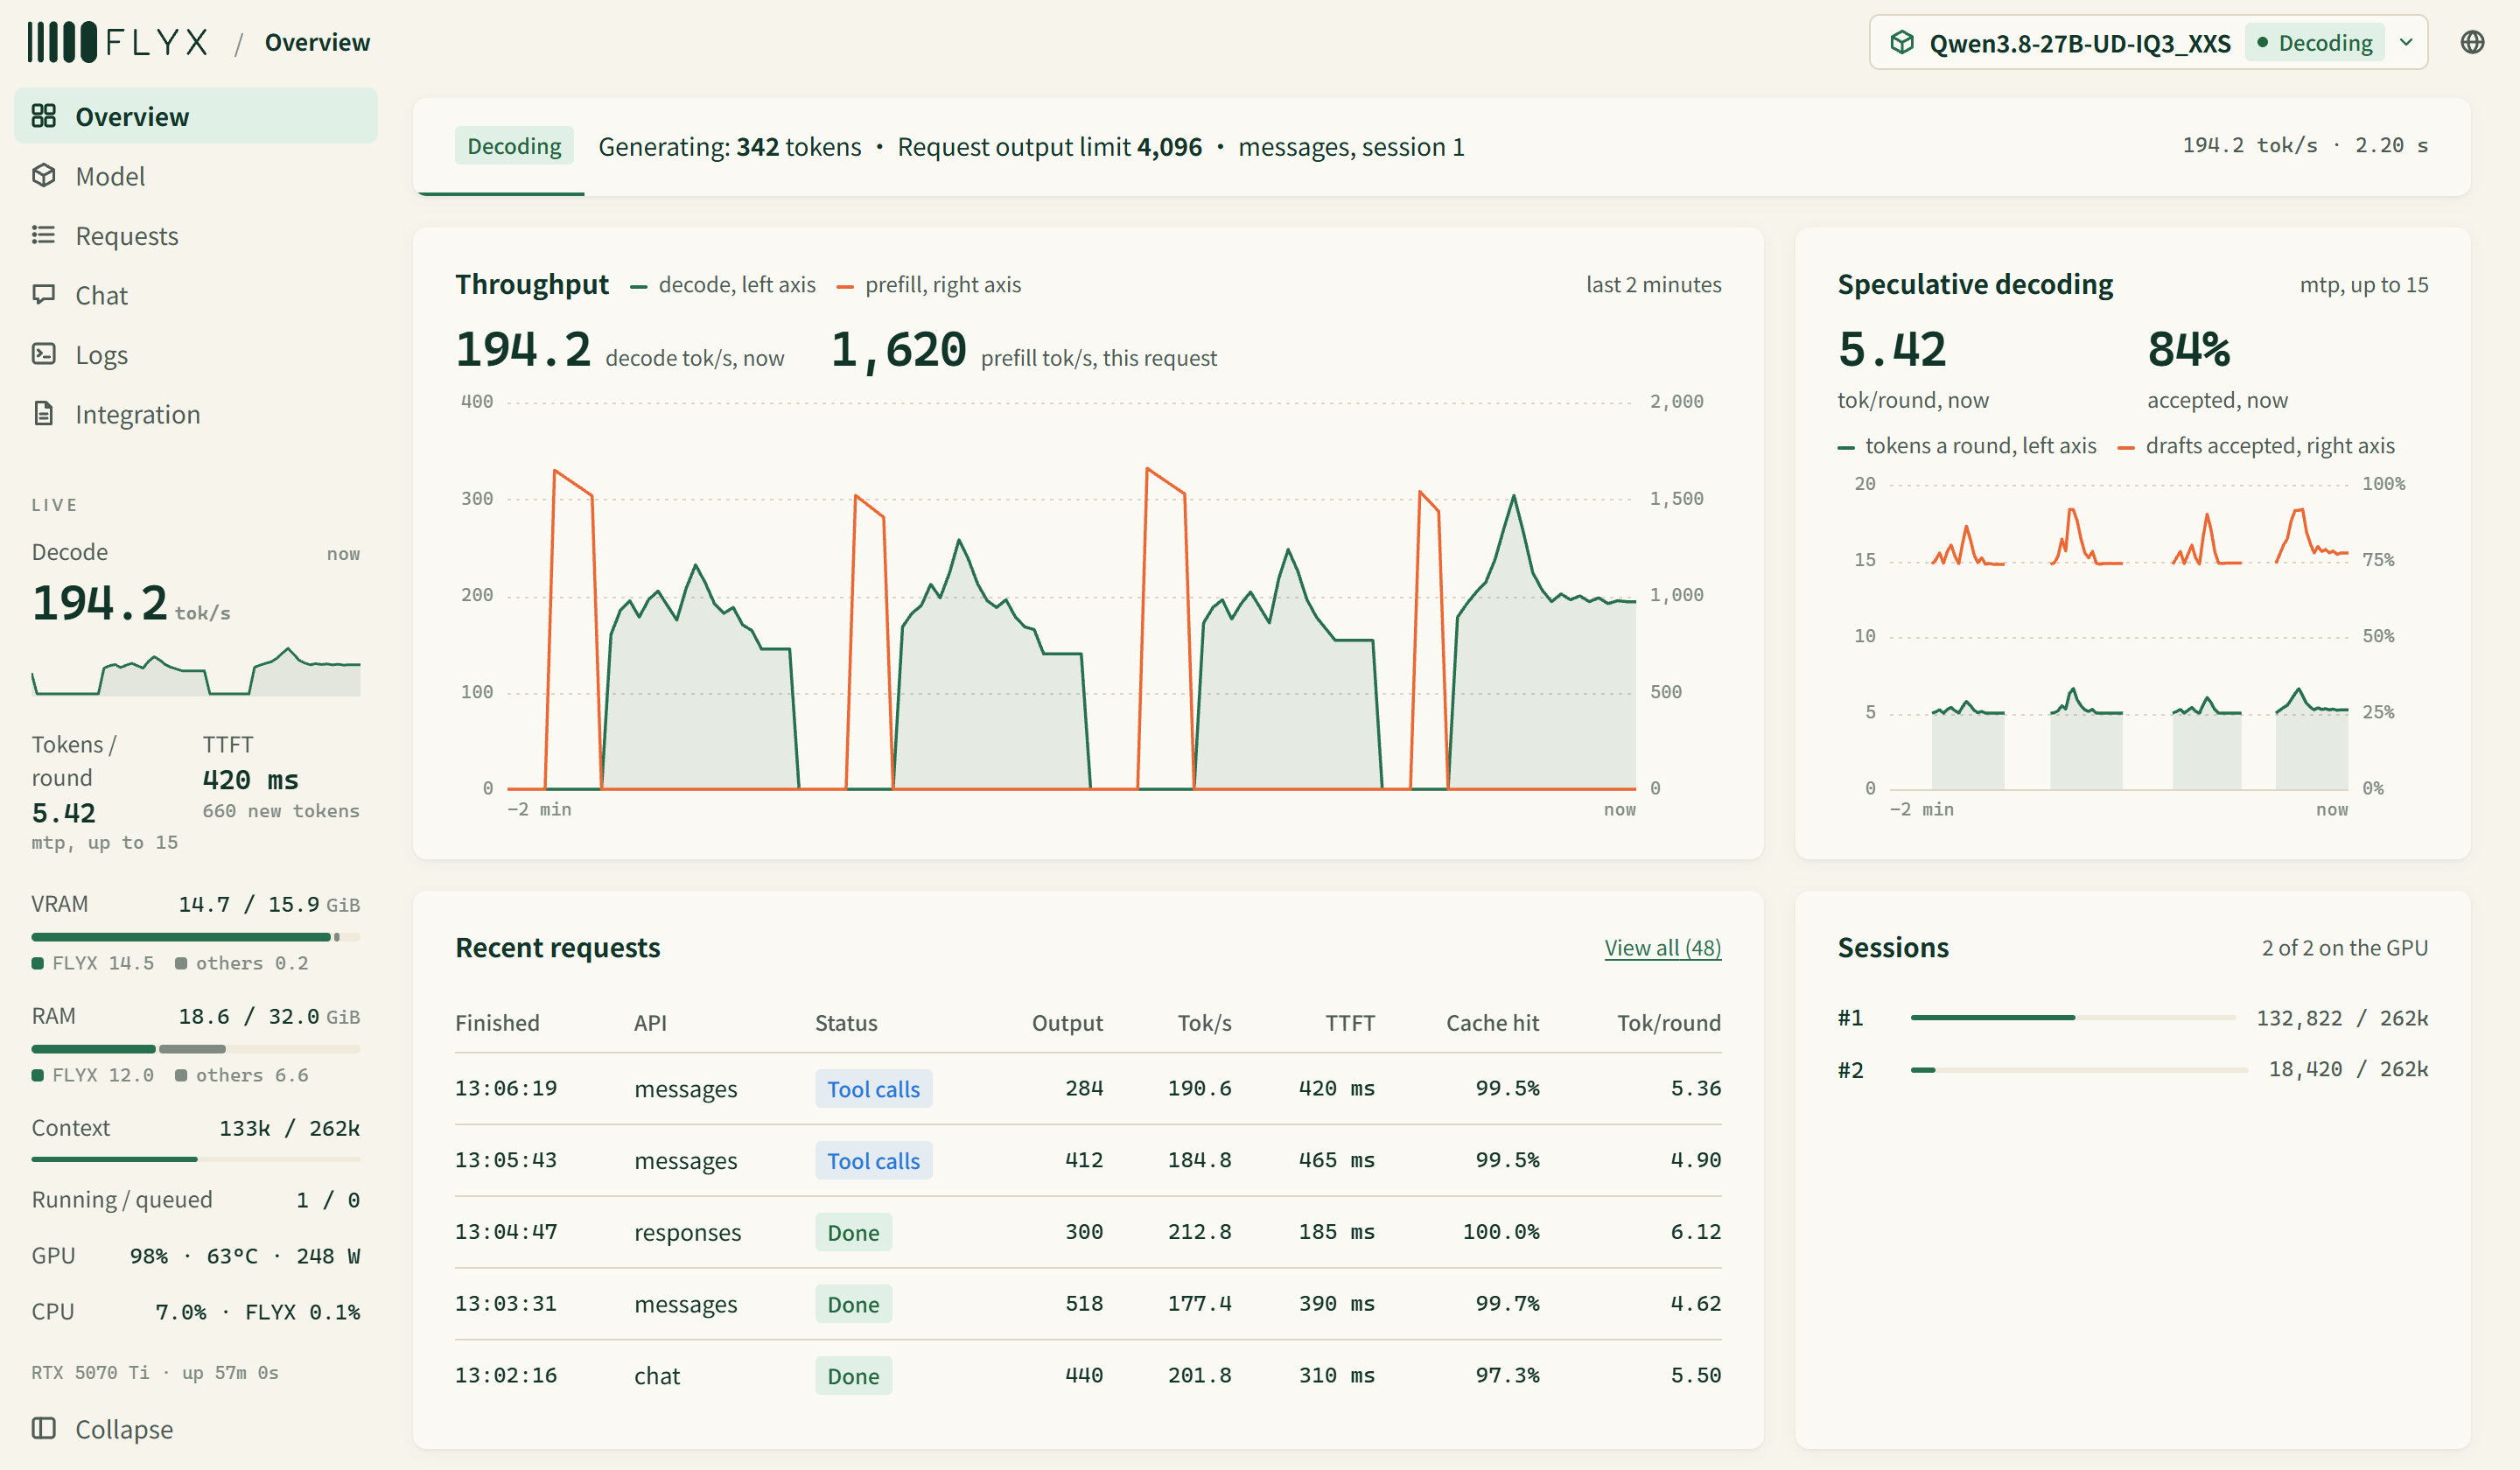 FLYX / Overview
Qwen3.8-27B-UD-IQ3_XXS Decoding
Overview
Model
Requests
Chat
Logs
Integration
LIVE
Decode now
194.2 tok/s
Tokens / round
5.42
mtp, up to 15
TTFT
420 ms
660 new tokens
VRAM 14.7 / 15.9 GiB
FLYX 14.5 others 0.2
RAM 18.6 / 32.0 GiB
FLYX 12.0 others 6.6
Context 133k / 262k
Running / queued 1 / 0
GPU 98% · 63°C · 248 W
CPU 7.0% · FLYX 0.1%
RTX 5070 Ti · up 57m 0s
Collapse
Decoding Generating: 342 tokens • Request output limit 4,096 • messages, session 1
194.2 tok/s · 2.20 s
Throughput decode, left axis prefill, right axis last 2 minutes
194.2 decode tok/s, now 1,620 prefill tok/s, this request
400 2,000
300 1,500
200 1,000
100 500
0 0
−2 min now
Speculative decoding mtp, up to 15
5.42 84%
tok/round, now accepted, now
tokens a round, left axis drafts accepted, right axis
20 100%
15 75%
10 50%
5 25%
0 0%
−2 min now
Recent requests View all (48)
Finished API Status Output Tok/s TTFT Cache hit Tok/round
13:06:19 messages Tool calls 284 190.6 420 ms 99.5% 5.36
13:05:43 messages Tool calls 412 184.8 465 ms 99.5% 4.90
13:04:47 responses Done 300 212.8 185 ms 100.0% 6.12
13:03:31 messages Done 518 177.4 390 ms 99.7% 4.62
13:02:16 chat Done 440 201.8 310 ms 97.3% 5.50
Sessions 2 of 2 on the GPU
#1 132,822 / 262k
#2 18,420 / 262k